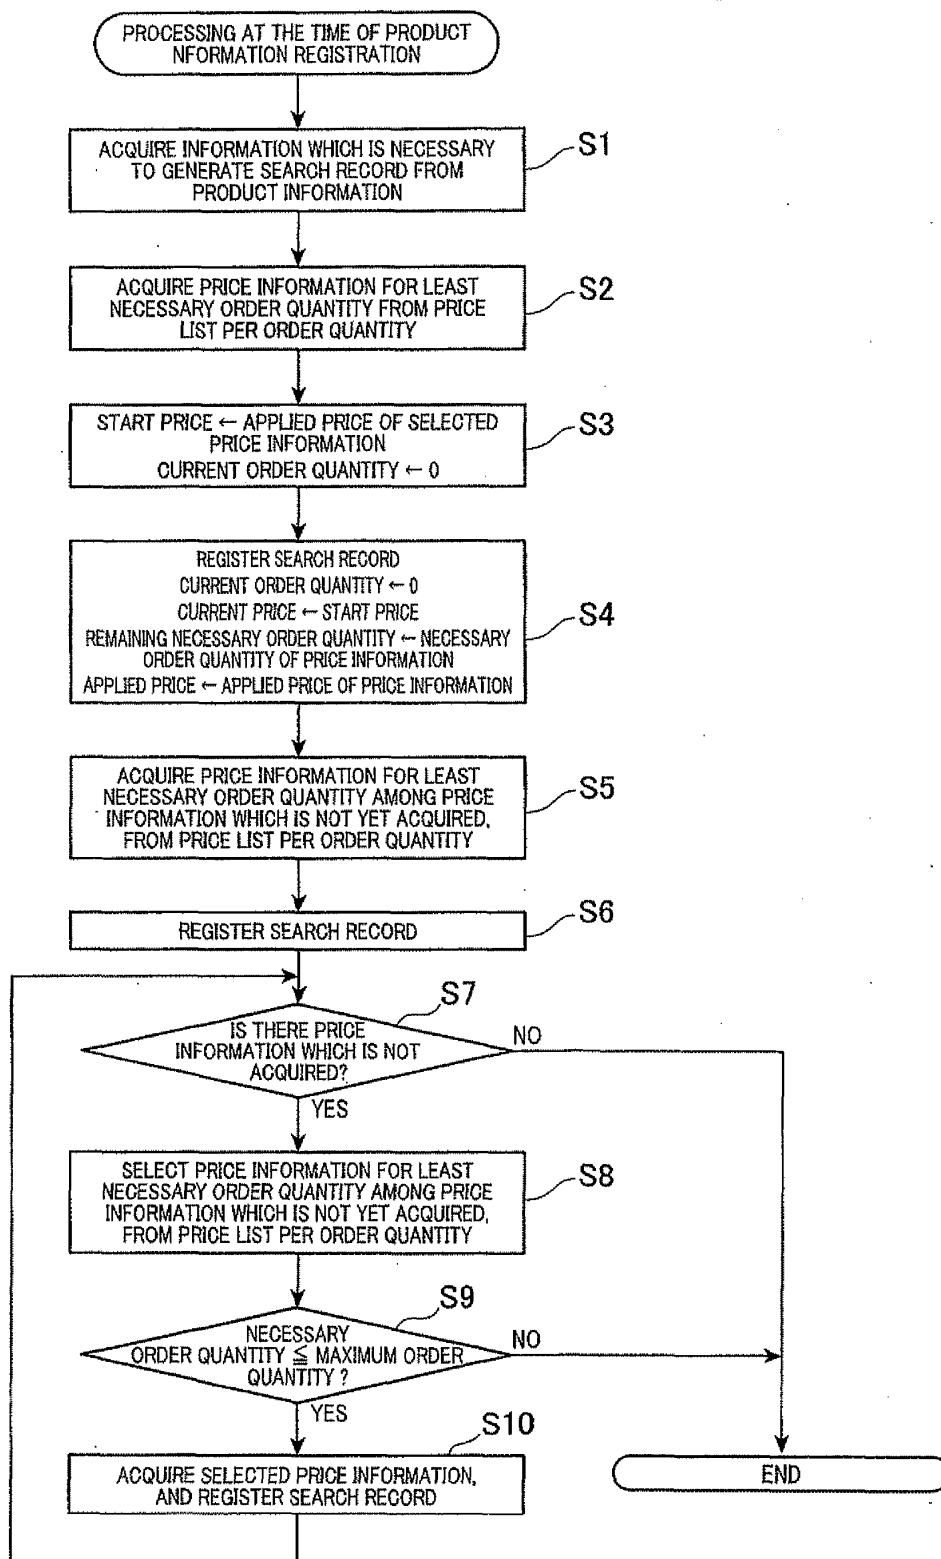 PROCESSING AT THE TIME OF PRODUCT
NFORMATION REGISTRATION
S1
ACQUIRE INFORMATION WHICH IS NECESSARY
TO GENERATE SEARCH RECORD FROM
PRODUCT INFORMATION
S2
ACQUIRE PRICE INFORMATION FOR LEAST
NECESSARY ORDER QUANTITY FROM PRICE
LIST PER ORDER QUANTITY
S3
START PRICE ← APPLIED PRICE OF SELECTED
PRICE INFORMATION
CURRENT ORDER QUANTITY ← 0
S4
REGISTER SEARCH RECORD
CURRENT ORDER QUANTITY ← 0
CURRENT PRICE ← START PRICE
REMAINING NECESSARY ORDER QUANTITY ← NECESSARY
ORDER QUANTITY OF PRICE INFORMATION
APPLIED PRICE ← APPLIED PRICE OF PRICE INFORMATION
S5
ACQUIRE PRICE INFORMATION FOR LEAST
NECESSARY ORDER QUANTITY AMONG PRICE
INFORMATION WHICH IS NOT YET ACQUIRED,
FROM PRICE LIST PER ORDER QUANTITY
S6
REGISTER SEARCH RECORD
S7
IS THERE PRICE
INFORMATION WHICH IS NOT
ACQUIRED?
NO
YES
S8
SELECT PRICE INFORMATION FOR LEAST
NECESSARY ORDER QUANTITY AMONG PRICE
INFORMATION WHICH IS NOT YET ACQUIRED,
FROM PRICE LIST PER ORDER QUANTITY
S9
NECESSARY
ORDER QUANTITY ≦ MAXIMUM ORDER
QUANTITY ?
NO
YES
S10
ACQUIRE SELECTED PRICE INFORMATION,
AND REGISTER SEARCH RECORD
END